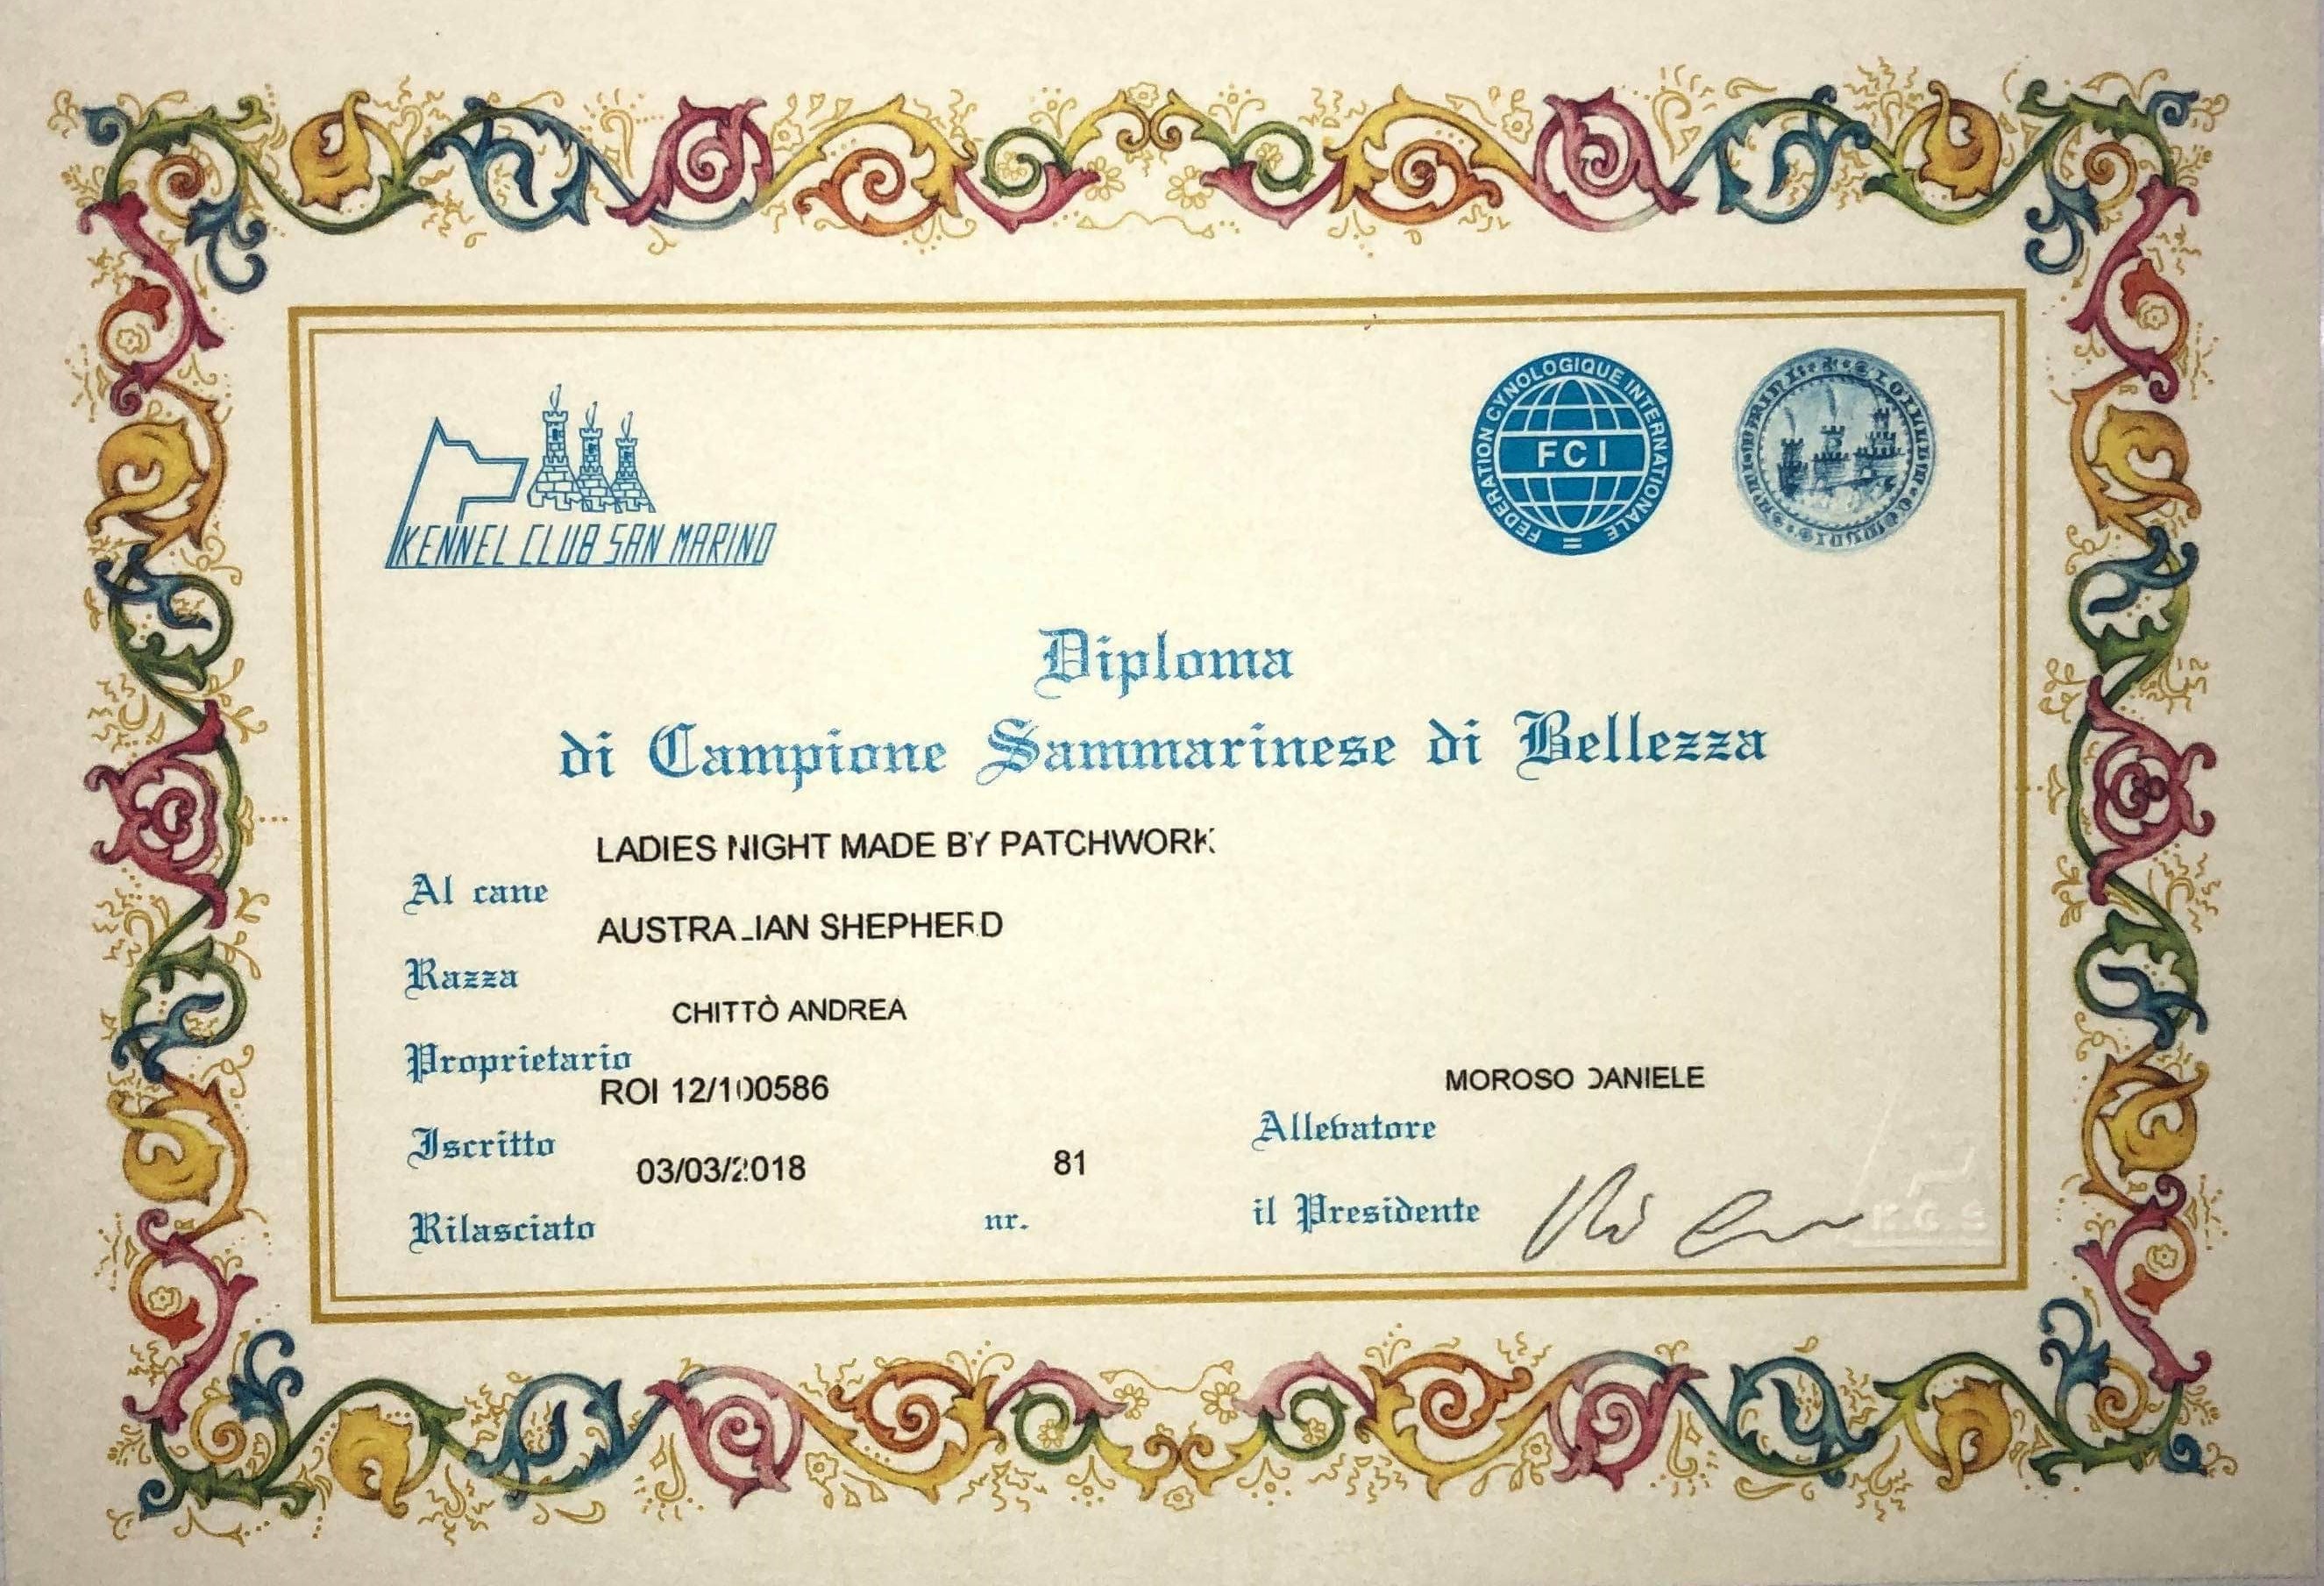 KENNEL CLUB SAN MARINO
FEDERATION CYNOLOGIQUE INTERNATIONALE
FCI
Diploma
di Campione Sammarinese di Bellezza
LADIES NIGHT MADE BY PATCHWORK
Al cane
AUSTRALIAN SHEPHERD
Razza
CHITTÒ ANDREA
Proprietario
ROI 12/100586
MOROSO DANIELE
Iscritto
Allevatore
03/03/2018
81
Rilasciato
nr.
il Presidente
K.C.S